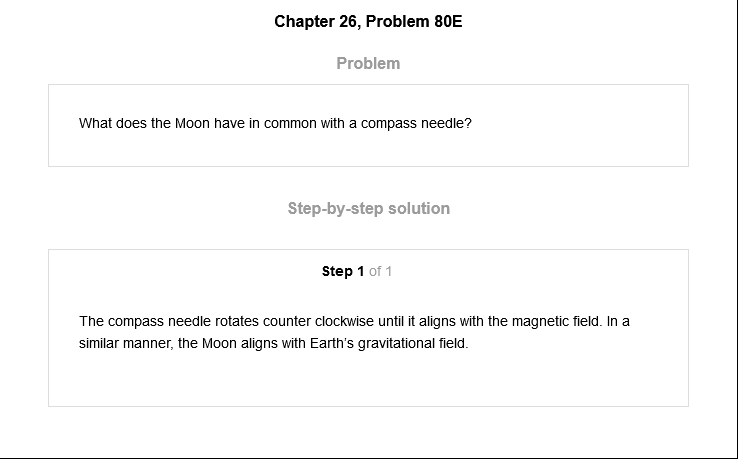 Chapter 26, Problem 80E
Problem
What does the Moon have in common with a compass needle?
Step-by-step solution
Step 1 of 1
The compass needle rotates counter clockwise until it aligns with the magnetic field. In a
similar manner, the Moon aligns with Earth's gravitational field.